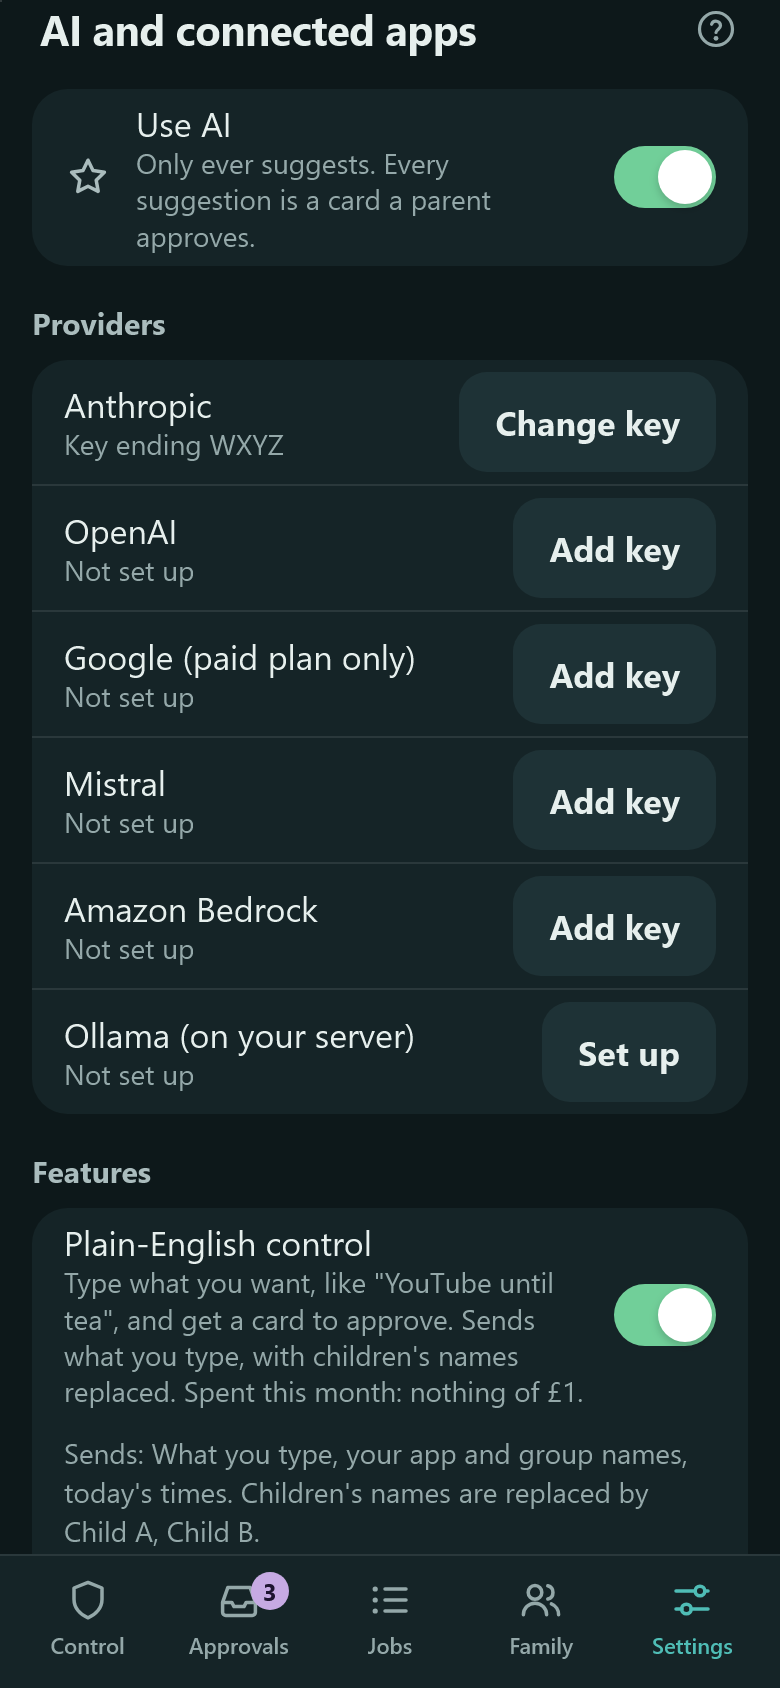 AI and connected apps
Use AI
Only ever suggests. Every
suggestion is a card a parent
approves.
Providers
Anthropic
Key ending WXYZ
Change key
OpenAI
Not set up
Add key
Google (paid plan only)
Not set up
Add key
Mistral
Not set up
Add key
Amazon Bedrock
Not set up
Add key
Ollama (on your server)
Not set up
Set up
Features
Plain-English control
Type what you want, like "YouTube until
tea", and get a card to approve. Sends
what you type, with children's names
replaced. Spent this month: nothing of £1.
Sends: What you type, your app and group names,
today's times. Children's names are replaced by
Child A, Child B.
3
Control
Approvals
Jobs
Family
Settings